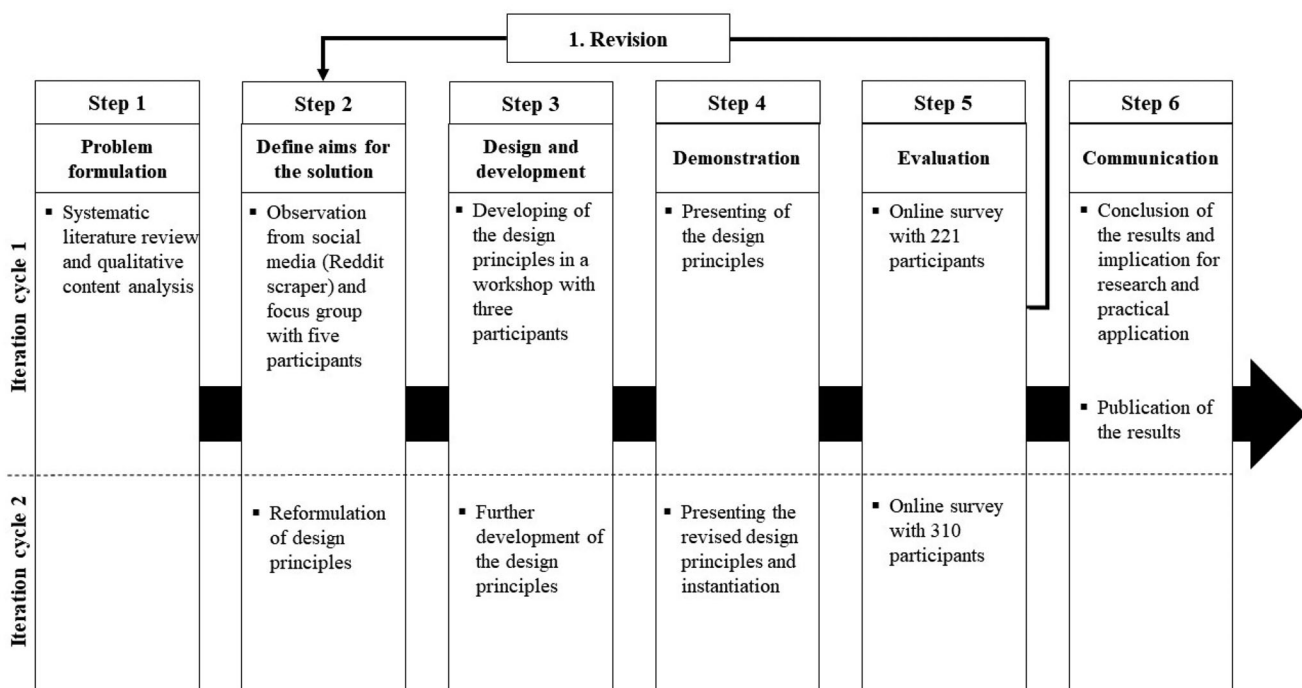 1. Revision
Step 1
Step 2
Step 3
Step 4
Step 5
Step 6
Problem
formulation
Define aims for
the solution
Design and
development
Demonstration
Evaluation
Communication
Iteration cycle 1
▪ Systematic
literature review
and qualitative
content analysis
▪ Observation
from social
media (Reddit
scraper) and
focus group
with five
participants
▪ Developing of
the design
principles in a
workshop with
three
participants
▪ Presenting of
the design
principles
▪ Online survey
with 221
participants
▪ Conclusion of
the results and
implication for
research and
practical
application
▪ Publication of
the results
Iteration cycle 2
▪ Reformulation
of design
principles
▪ Further
development of
the design
principles
▪ Presenting the
revised design
principles and
instantiation
▪ Online survey
with 310
participants